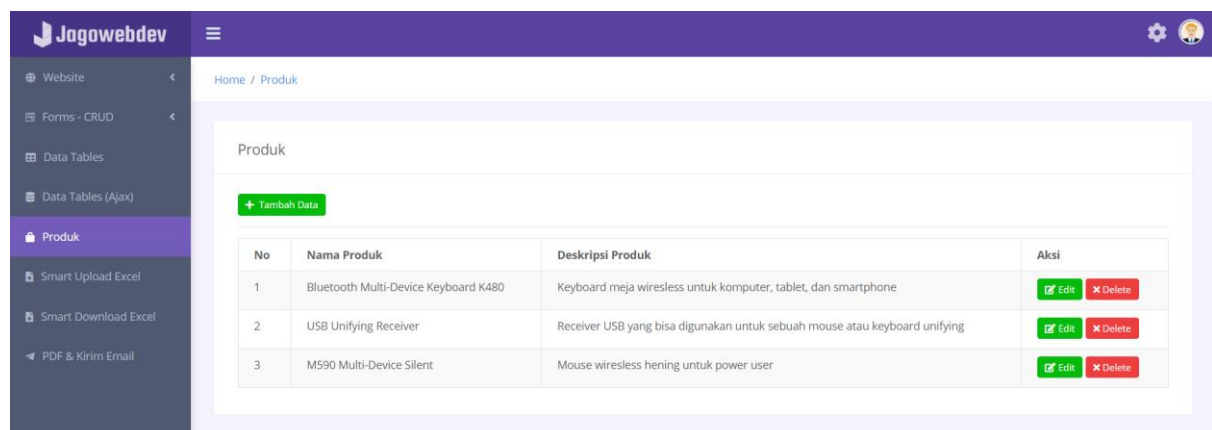 Jagowebdev
Website
Home / Produk
Forms - CRUD
Data Tables
Data Tables (Ajax)
Produk
Smart Upload Excel
Smart Download Excel
PDF & Kirim Email
Produk
Tambah Data
No Nama Produk Deskripsi Produk Aksi
1 Bluetooth Multi-Device Keyboard K480 Keyboard meja wiresless untuk komputer, tablet, dan smartphone Edit Delete
2 USB Unifying Receiver Receiver USB yang bisa digunakan untuk sebuah mouse atau keyboard unifying Edit Delete
3 M590 Multi-Device Silent Mouse wiresless hening untuk power user Edit Delete